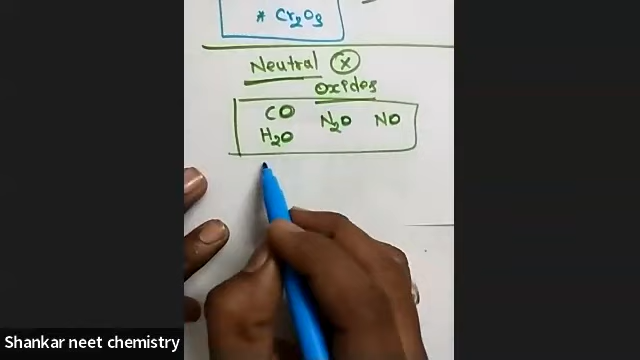 * Cr₂O₃
Neutral ⓧ
oxides
CO N₂O NO
H₂O
Shankar neet chemistry